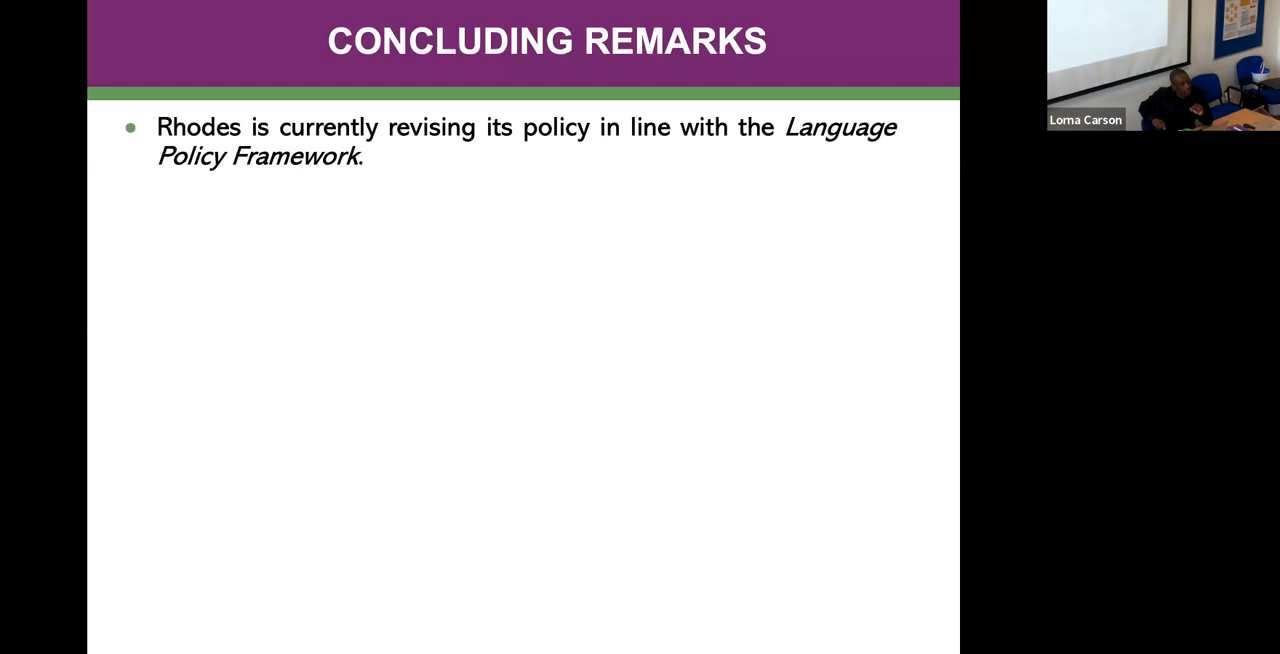 CONCLUDING REMARKS
Rhodes is currently revising its policy in line with the Language
Policy Framework.
Lorna Carson